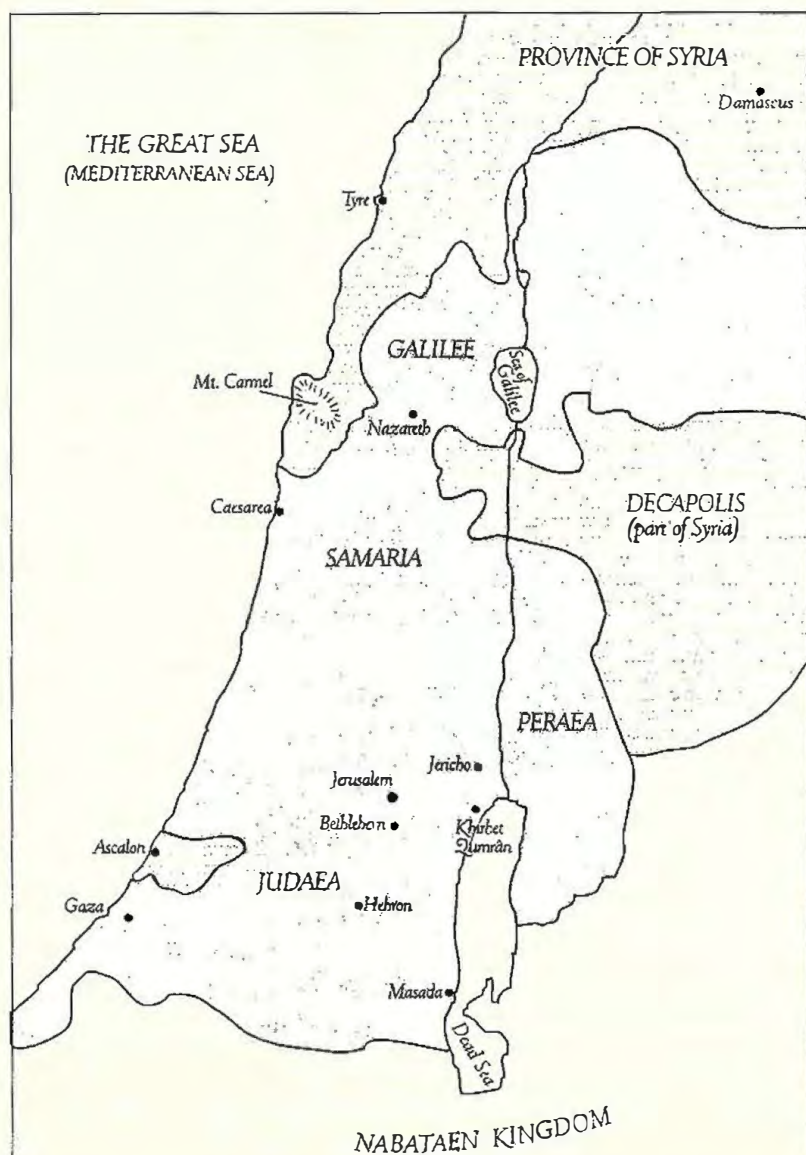 PROVINCE OF SYRIA
Damascus
THE GREAT SEA
(MEDITERRANEAN SEA)
Tyre
GALILEE
Sea of
Galilee
Mt. Carmel
Nazareth
Caesarea
DECAPOLIS
(part of Syria)
SAMARIA
PERAEA
Jericho
Jerusalem
Bethlehem
Khirbet
Qumrân
Ascalon
JUDAEA
Gaza
Hebron
Masada
Dead Sea
NABATAEN KINGDOM